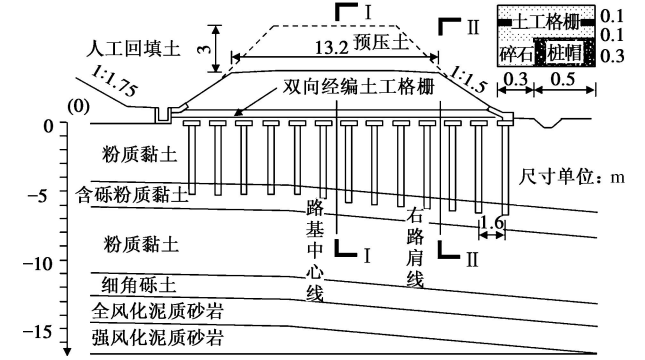 I
II
人工回填土
3
13.2
预压土
1:1.75
1:1.5
双向经编土工格栅
土工格栅
碎石
桩帽
0.1
0.1
0.3
0.3
0.5
(0)
0
粉质黏土
尺寸单位：m
-5
含砾粉质黏土
路基中心线
右路肩线
1.6
I
II
粉质黏土
-10
细角砾土
全风化泥质砂岩
-15
强风化泥质砂岩